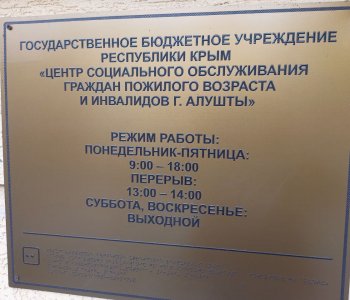 ГОСУДАРСТВЕННОЕ БЮДЖЕТНОЕ УЧРЕЖДЕНИЕ
РЕСПУБЛИКИ КРЫМ
«ЦЕНТР СОЦИАЛЬНОГО ОБСЛУЖИВАНИЯ
ГРАЖДАН ПОЖИЛОГО ВОЗРАСТА
И ИНВАЛИДОВ Г. АЛУШТЫ»
РЕЖИМ РАБОТЫ:
ПОНЕДЕЛЬНИК-ПЯТНИЦА:
9:00 – 18:00
ПЕРЕРЫВ:
13:00 – 14:00
СУББОТА, ВОСКРЕСЕНЬЕ:
ВЫХОДНОЙ